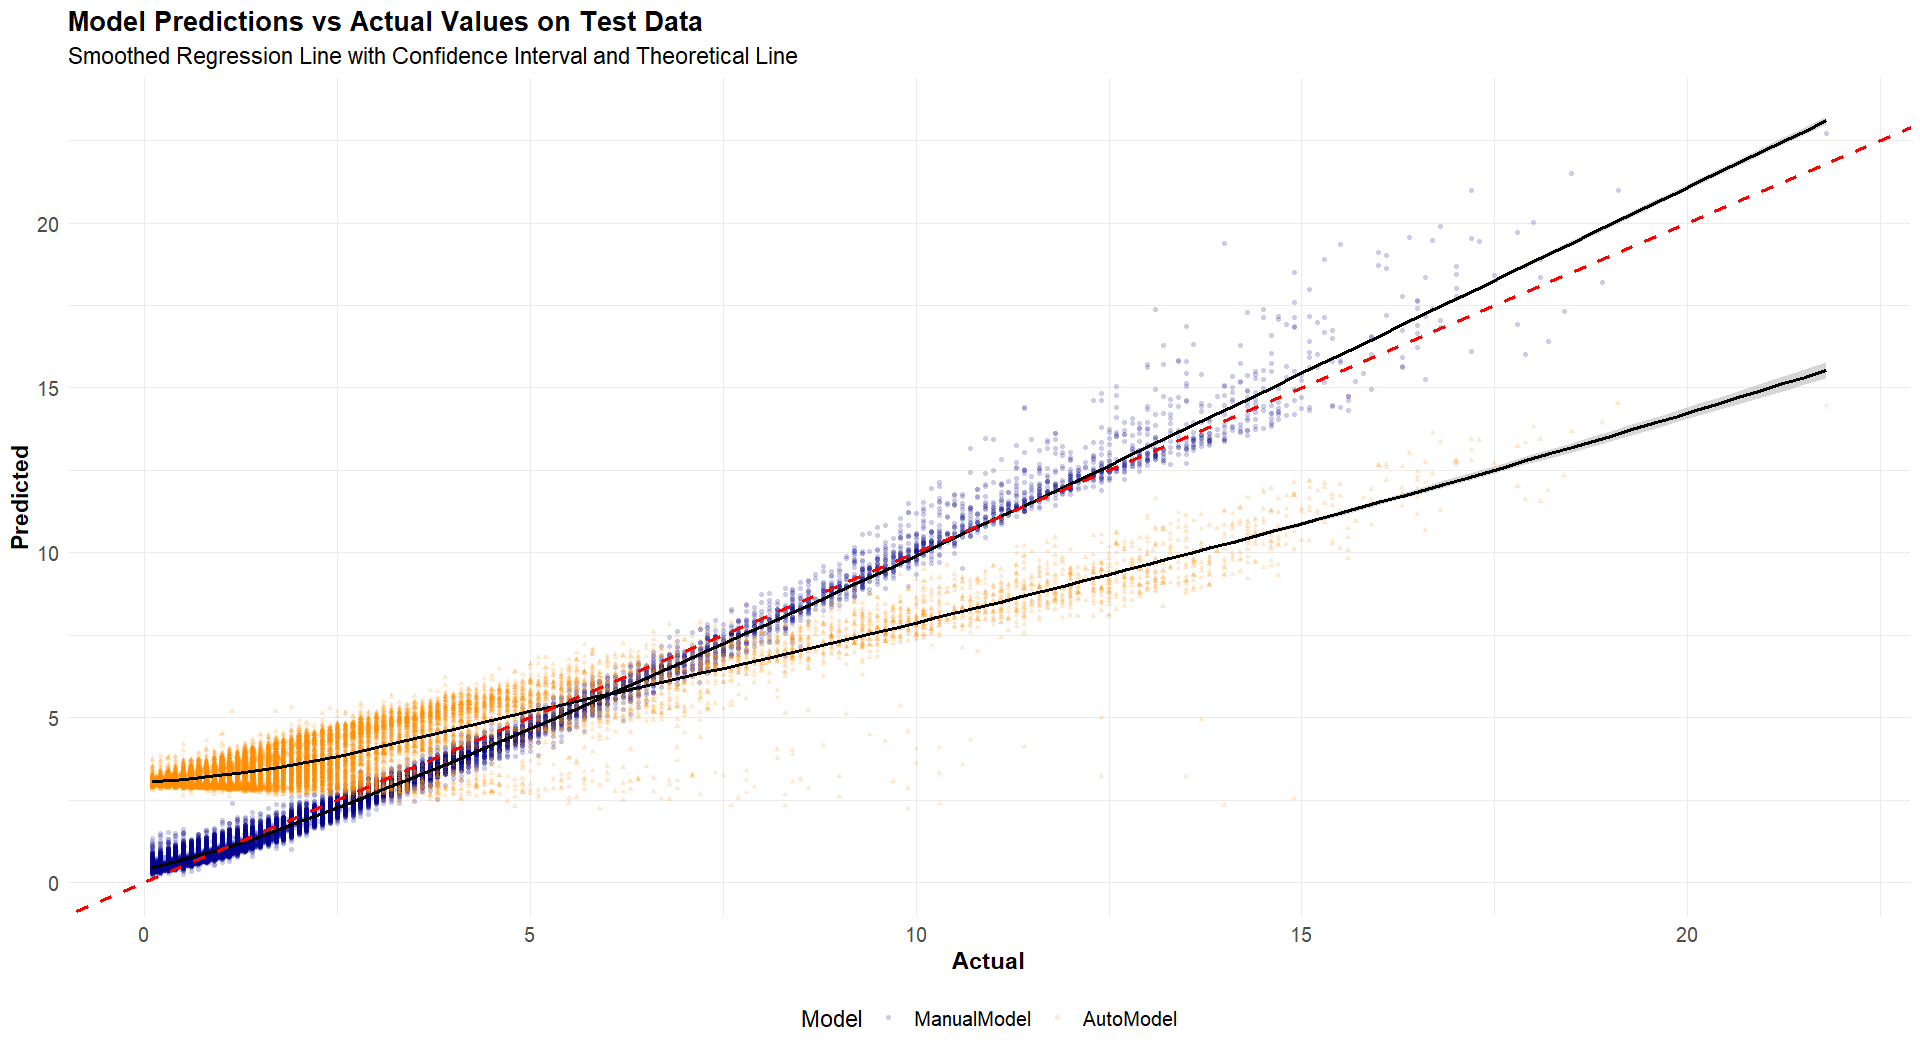 Model Predictions vs Actual Values on Test Data
Smoothed Regression Line with Confidence Interval and Theoretical Line
Predicted
20
15
10
5
0
0 5 10 15 20
Actual
Model ManualModel AutoModel